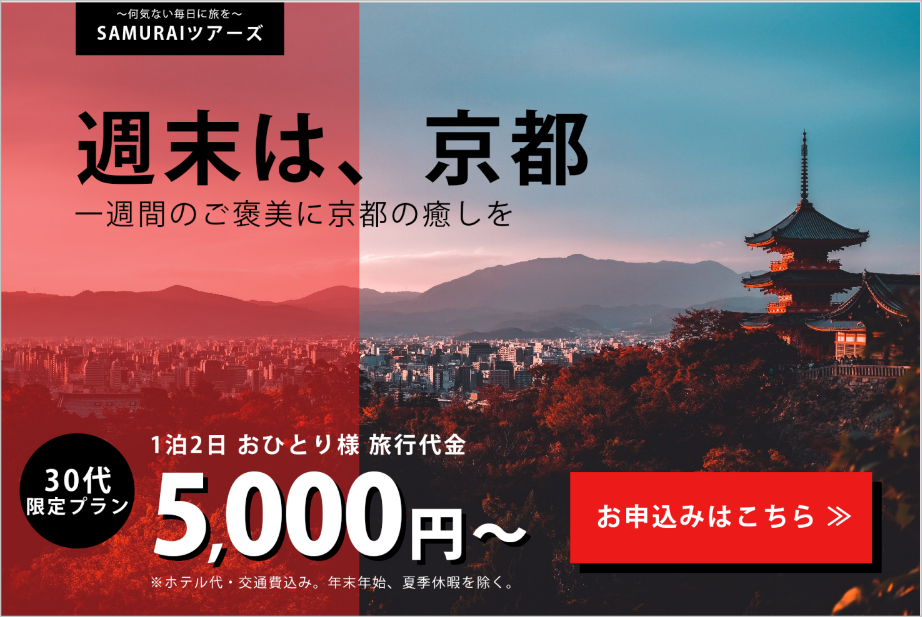 〜何気ない毎日に旅を〜
SAMURAIツアーズ
週末は、京都
一週間のご褒美に京都の癒しを
30代
限定プラン
1泊2日 おひとり様 旅行代金
5,000円〜
※ホテル代・交通費込み。年末年始、夏季休暇を除く。
お申込みはこちら ≫